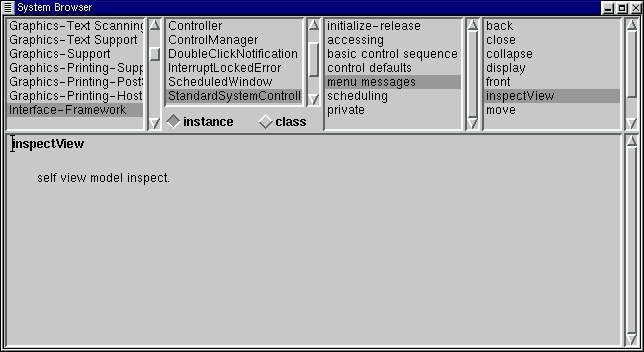 System Browser
Graphics-Text Scanning
Graphics-Text Support
Graphics-Support
Graphics-Printing-Supp
Graphics-Printing-PostS
Graphics-Printing-Host
Interface-Framework
Controller
ControlManager
DoubleClickNotification
InterruptLockedError
ScheduledWindow
StandardSystemControll
instance
class
initialize-release
accessing
basic control sequence
control defaults
menu messages
scheduling
private
back
close
collapse
display
front
inspectView
move
inspectView
self view model inspect.